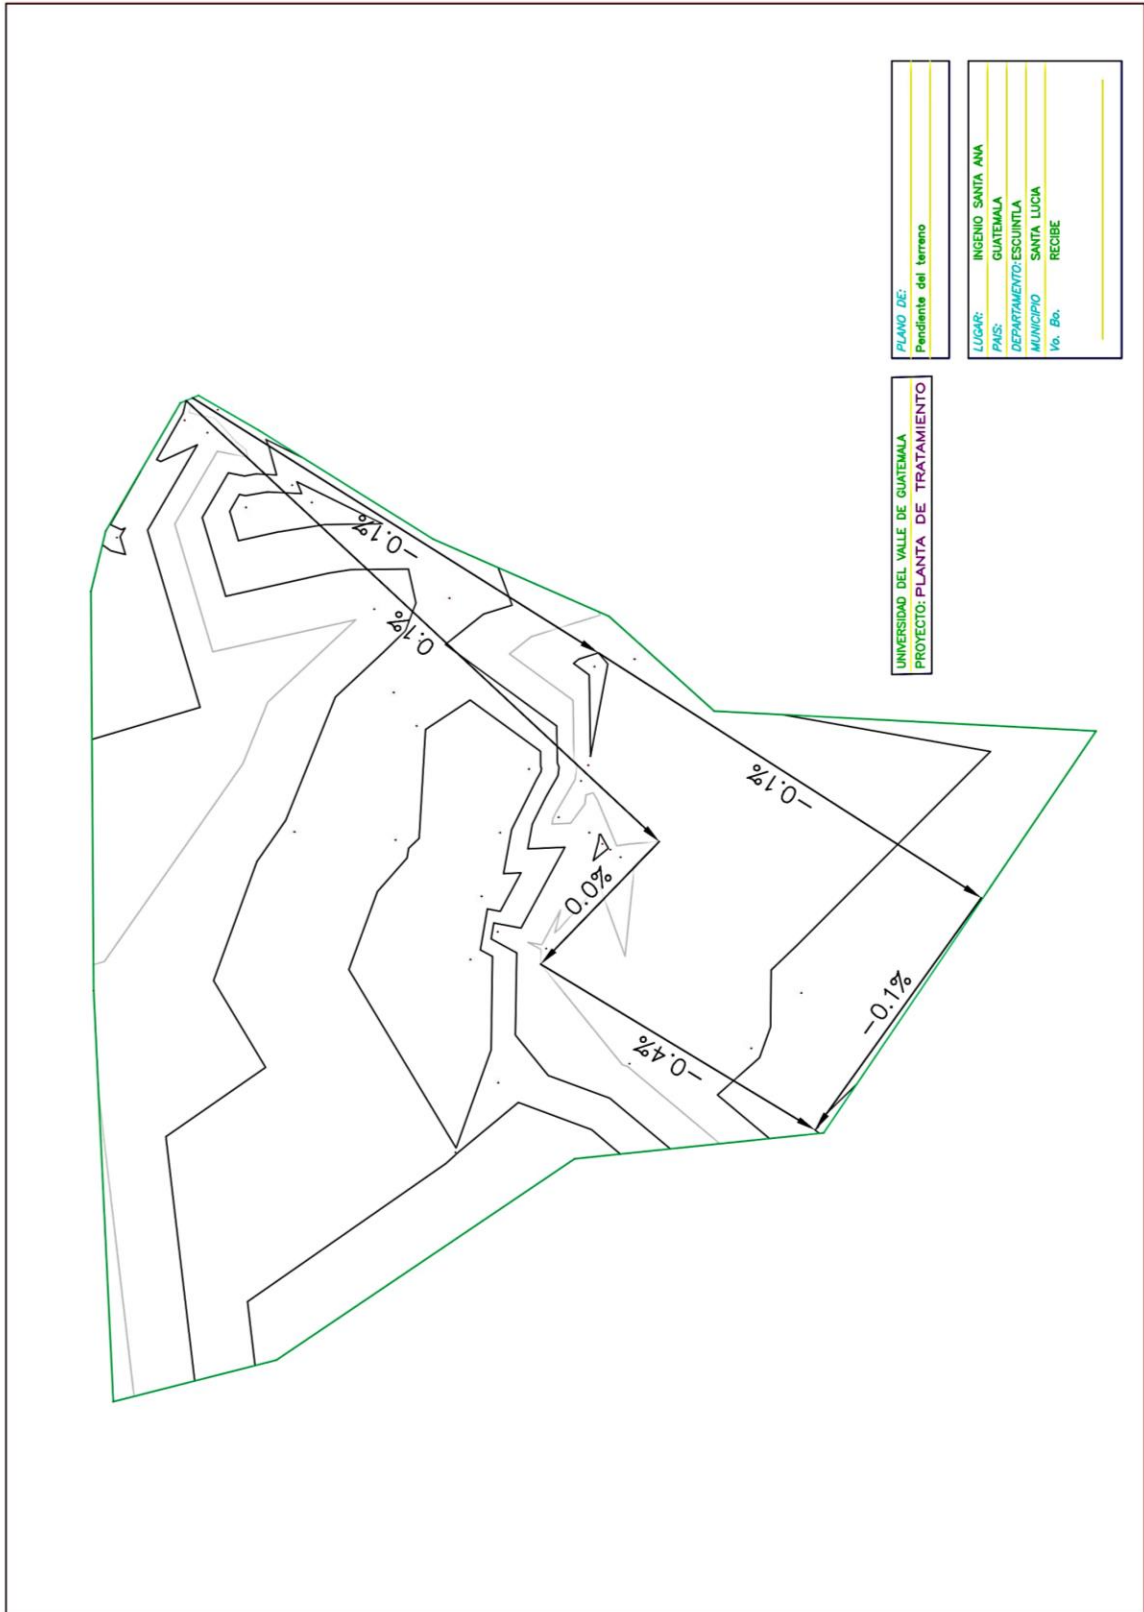 PLANO DE:
Pendiente del terreno
LUGAR: INGENIO SANTA ANA
PAIS: GUATEMALA
DEPARTAMENTO: ESCUINTLA
MUNICIPIO SANTA LUCIA
Vo. Bo. RECIBE
UNIVERSIDAD DEL VALLE DE GUATEMALA
PROYECTO: PLANTA DE TRATAMIENTO
-0.1%
0.1%
-0.1%
0.0%
-0.4%
-0.1%